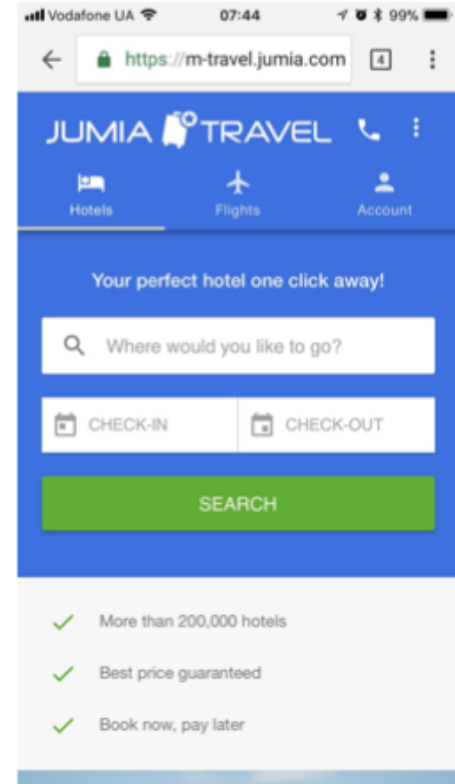 Vodafone UA 07:44 99%
https://m-travel.jumia.com 4
JUMIA TRAVEL
Hotels Flights Account
Your perfect hotel one click away!
Where would you like to go?
CHECK-IN CHECK-OUT
SEARCH
More than 200,000 hotels
Best price guaranteed
Book now, pay later